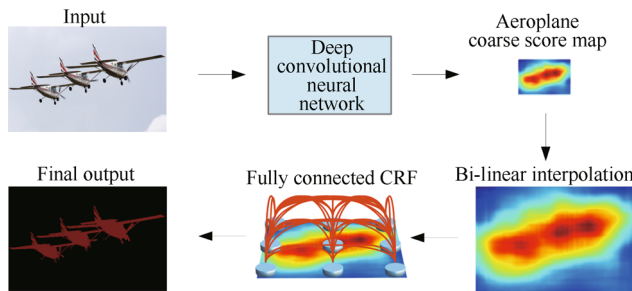 Input
Deep
convolutional
neural
network
Aeroplane
coarse score map
Final output
Fully connected CRF
Bi-linear interpolation